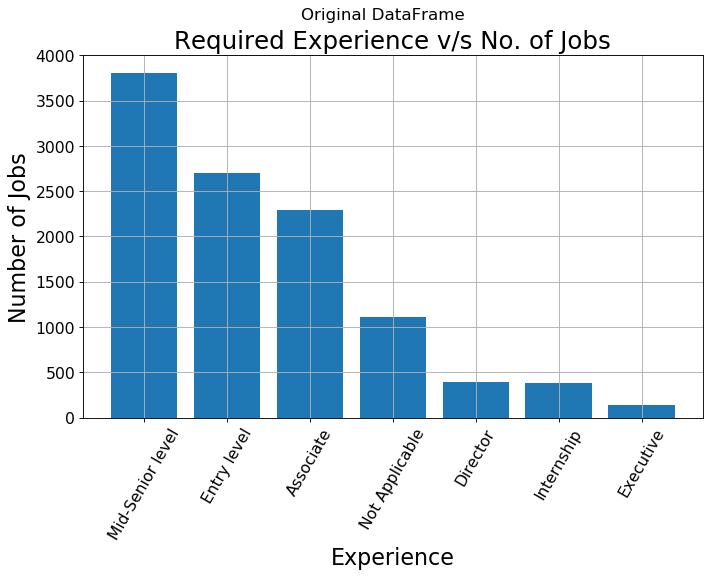 Original DataFrame
Required Experience v/s No. of Jobs
4000
3500
3000
2500
2000
1500
1000
500
0
Number of Jobs
Mid-Senior level
Entry level
Associate
Not Applicable
Director
Internship
Executive
Experience